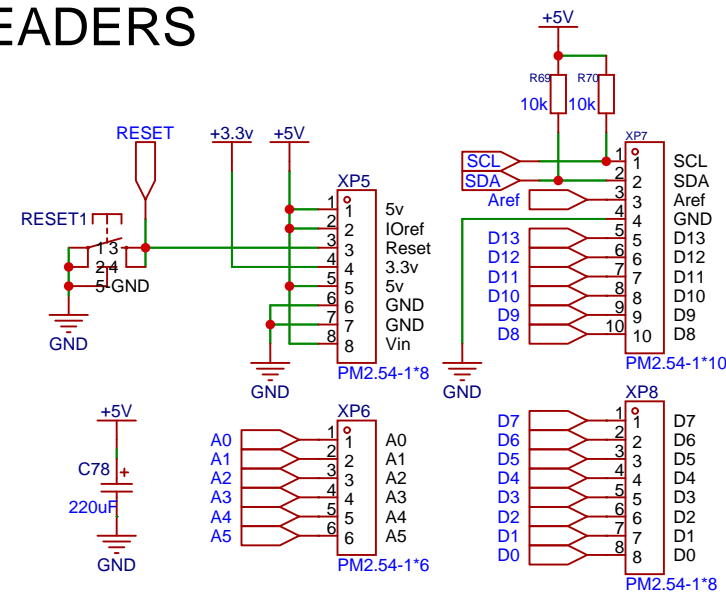 EADERS
+5V
R69
R70
10k
10k
RESET
+3.3v
+5V
RESET1
1 3
2 4
5-GND
GND
XP5
1 1 5v
2 2 IOref
3 3 Reset
4 4 3.3v
5 5 5v
6 6 GND
7 7 GND
8 8 Vin
PM2.54-1*8
GND
XP7
SCL 1 1 SCL
SDA 2 2 SDA
Aref 3 3 Aref
4 4 GND
D13 5 5 D13
D12 6 6 D12
D11 7 7 D11
D10 8 8 D10
D9 9 9 D9
D8 10 10 D8
PM2.54-1*10
GND
+5V
C78 +
220uF
GND
XP6
A0 1 1 A0
A1 2 2 A1
A2 3 3 A2
A3 4 4 A3
A4 5 5 A4
A5 6 6 A5
PM2.54-1*6
XP8
D7 1 1 D7
D6 2 2 D6
D5 3 3 D5
D4 4 4 D4
D3 5 5 D3
D2 6 6 D2
D1 7 7 D1
D0 8 8 D0
PM2.54-1*8